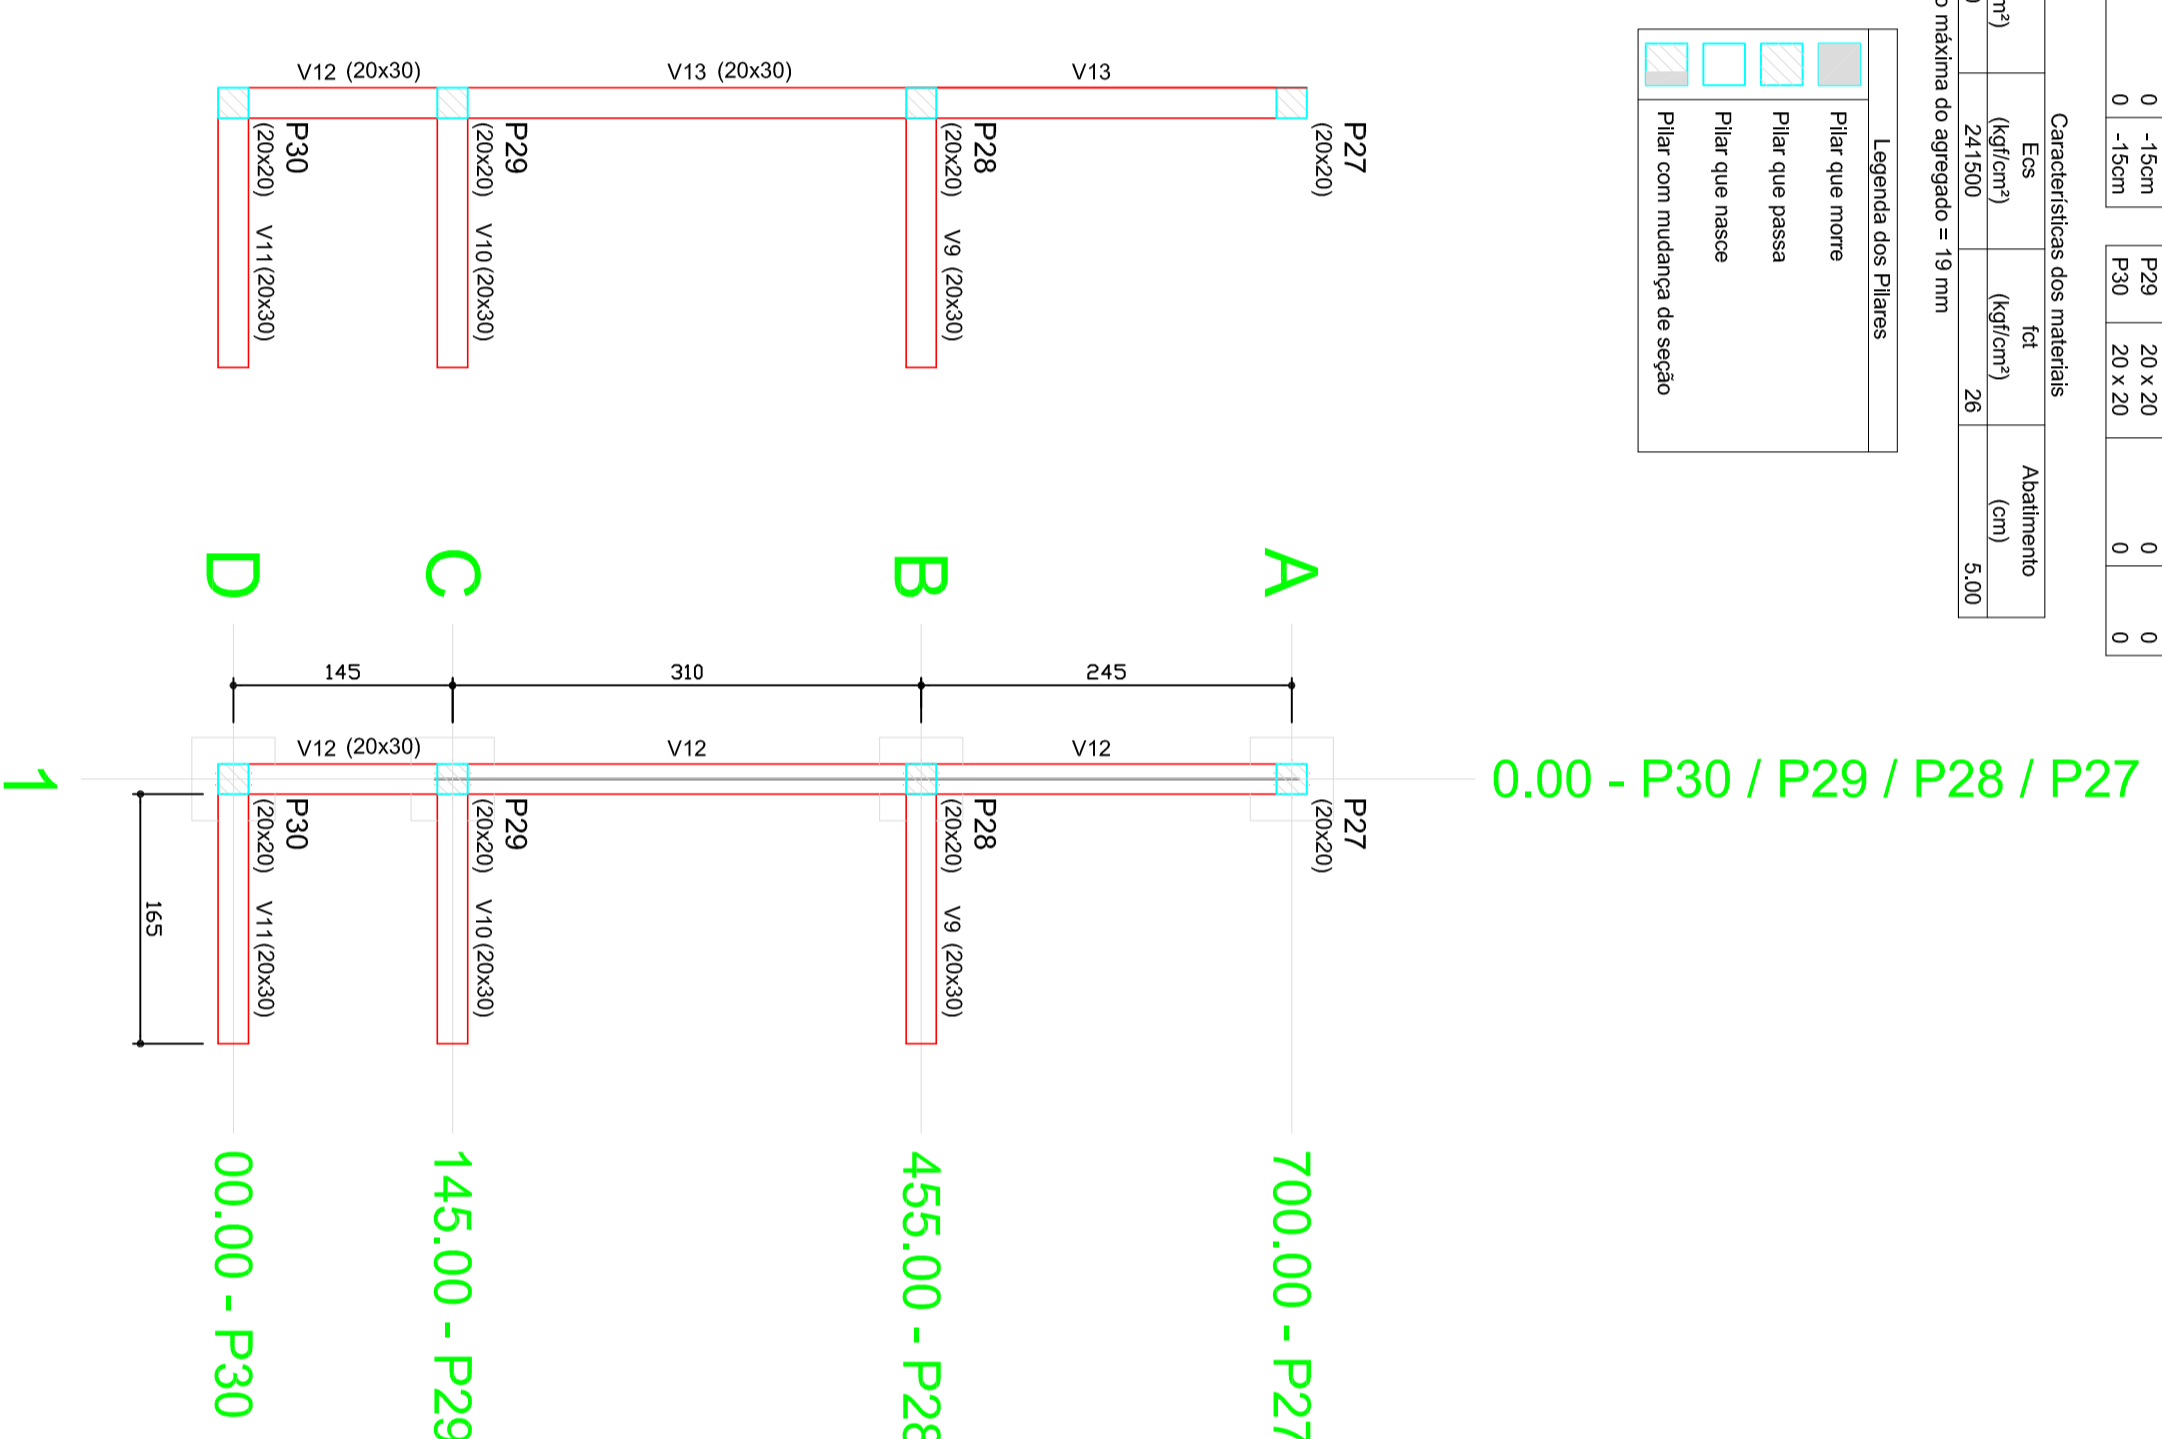 V12 (20x30)
V13 (20x30)
V13
P30
(20x20)
V11(20x30)
P29
(20x20)
V10(20x30)
P28
(20x20)
V9 (20x30)
P27
(20x20)
Legenda dos Pilares
Pilar que morre
Pilar que passa
Pilar que nasce
Pilar com mudança de seção
0 -15cm P29 20 x 20 0 0
0 -15cm P30 20 x 20 0 0
Características dos materiais
Ecs fct Abatimento
(kgf/cm²) (kgf/cm²) (cm)
241500 26 5.00
máxima do agregado = 19 mm
D
C
B
A
145
310
245
V12 (20x30)
V12
V12
1
0.00 - P30 / P29 / P28 / P27
P30
(20x20)
V11(20x30)
P29
(20x20)
V10(20x30)
P28
(20x20)
V9 (20x30)
P27
(20x20)
165
00.00 - P30
145.00 - P29
455.00 - P28
700.00 - P27